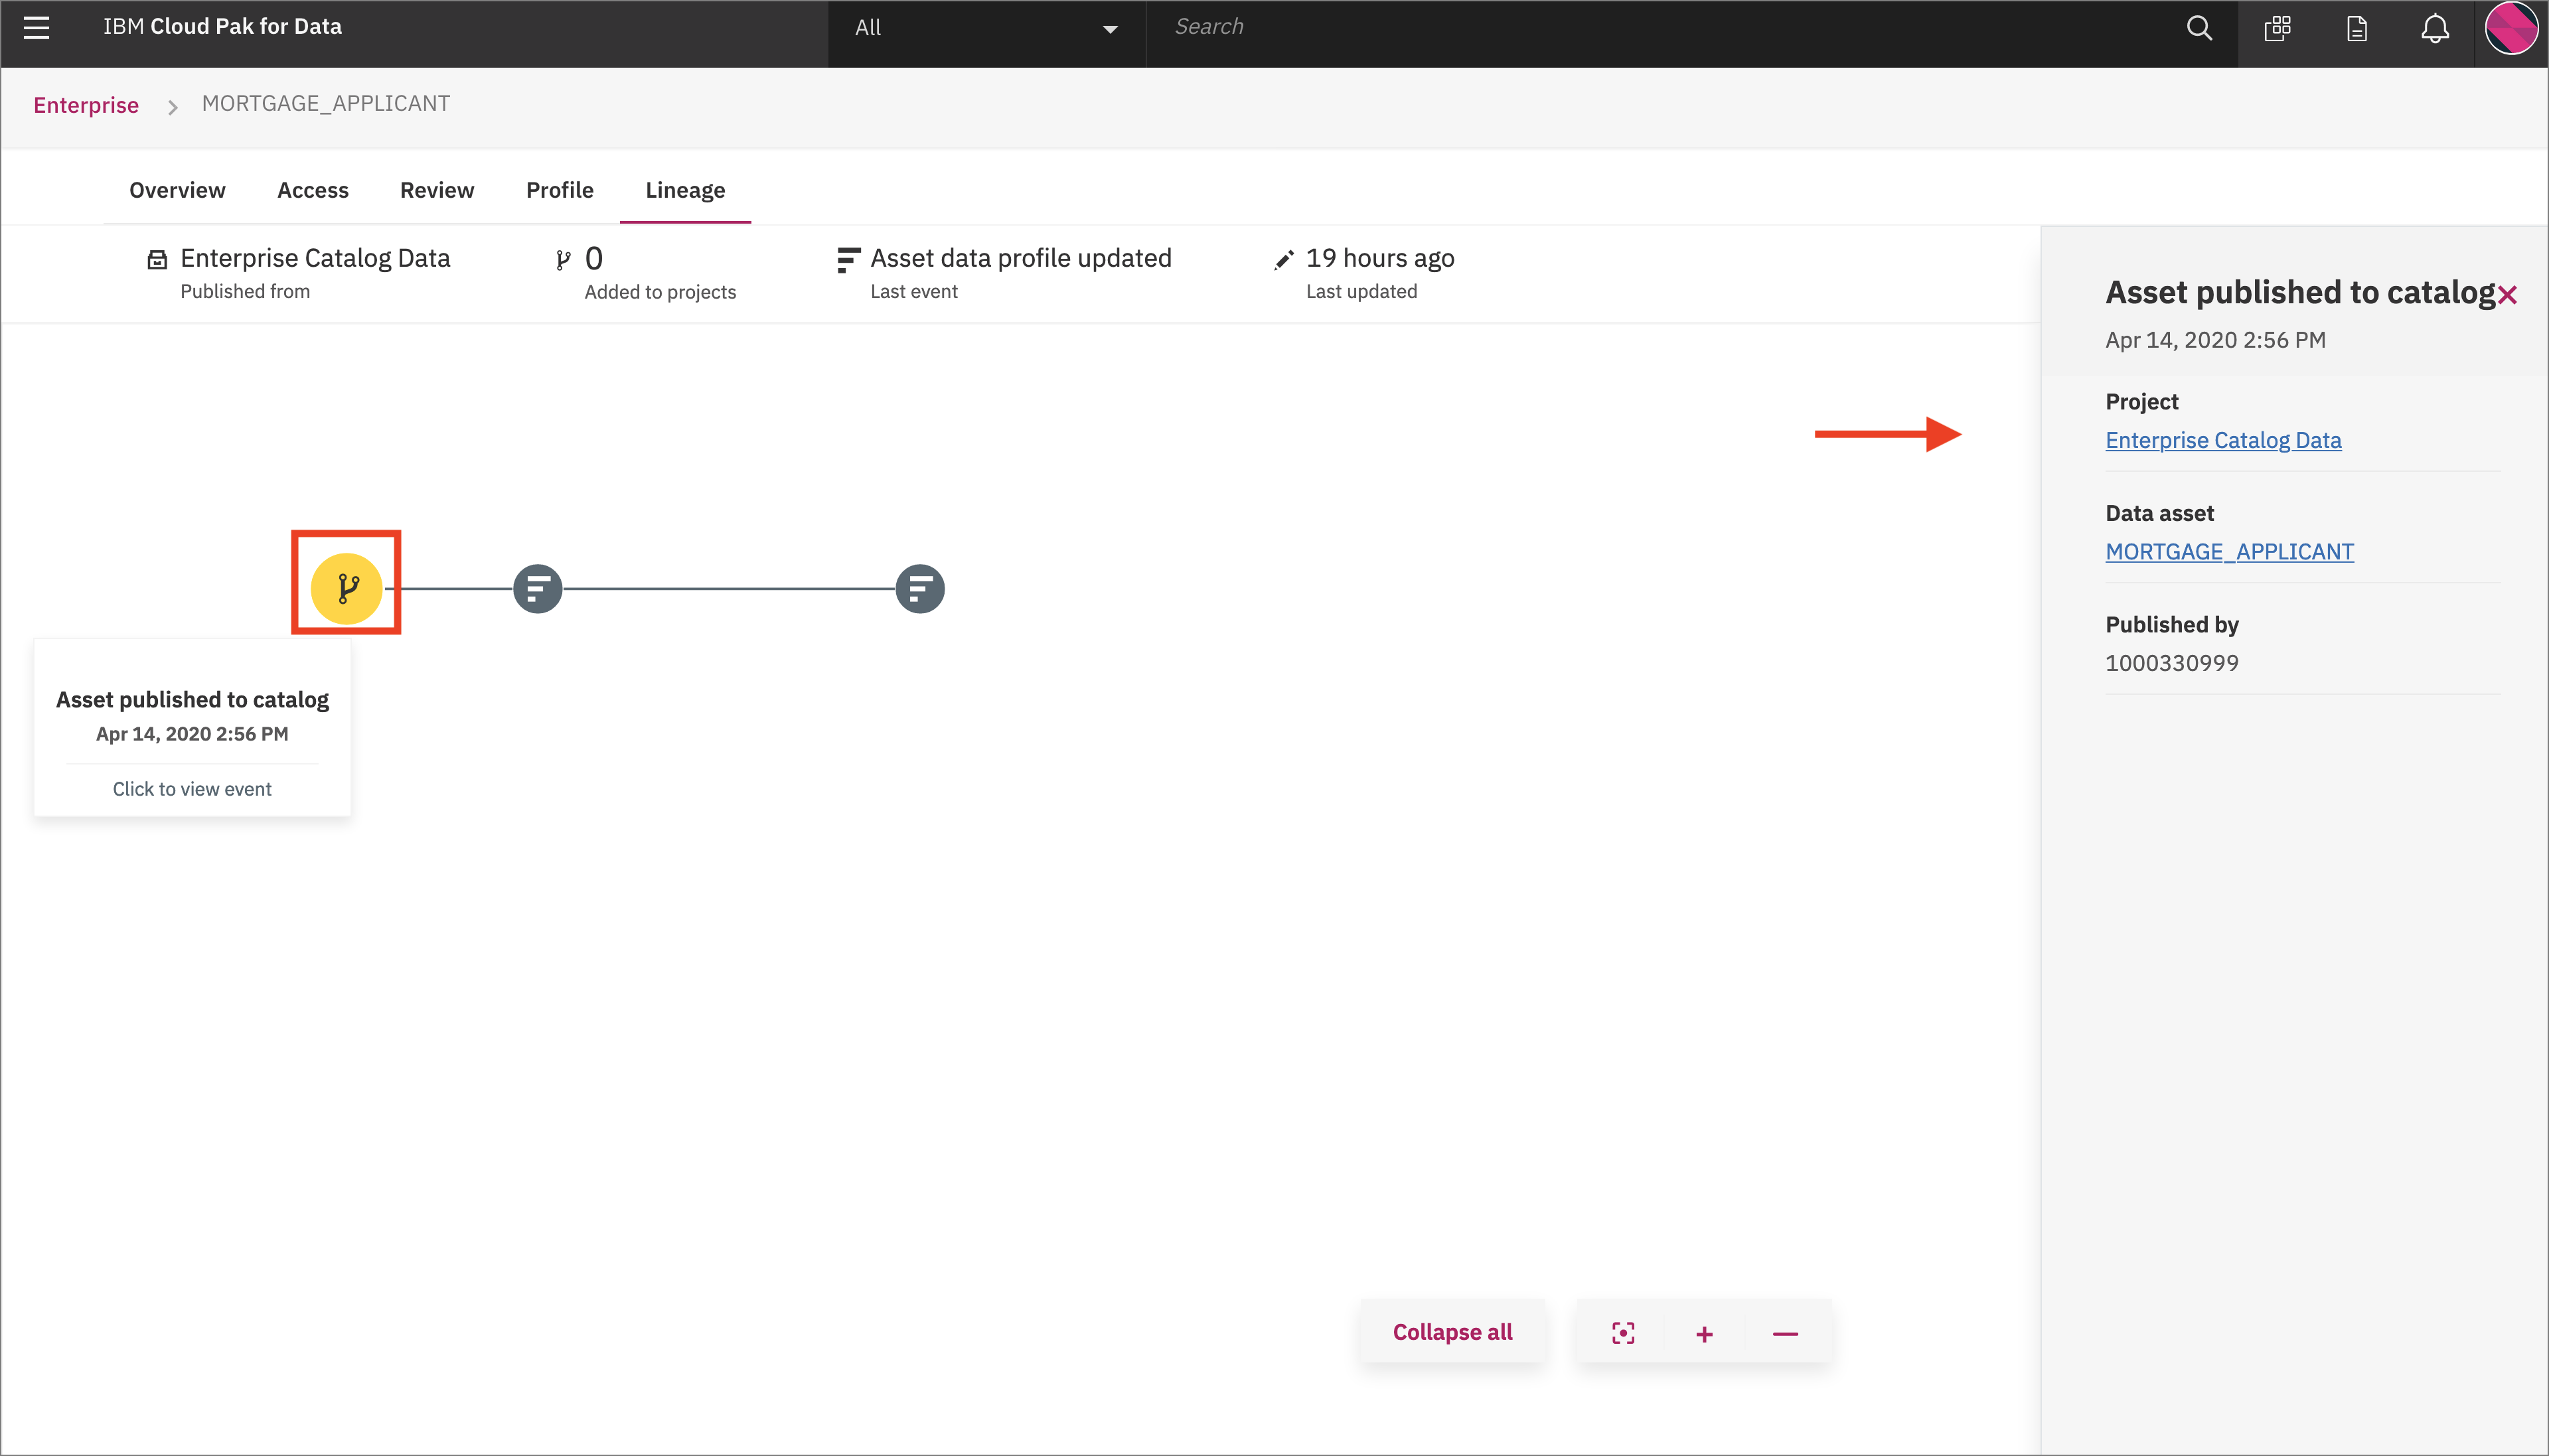 IBM Cloud Pak for Data
All
Search
Enterprise
MORTGAGE_APPLICANT
Overview
Access
Review
Profile
Lineage
Enterprise Catalog Data
Published from
0
Added to projects
Asset data profile updated
Last event
19 hours ago
Last updated
Asset published to catalog
Apr 14, 2020 2:56 PM
Click to view event
Asset published to catalog
Apr 14, 2020 2:56 PM
Project
Enterprise Catalog Data
Data asset
MORTGAGE_APPLICANT
Published by
1000330999
Collapse all